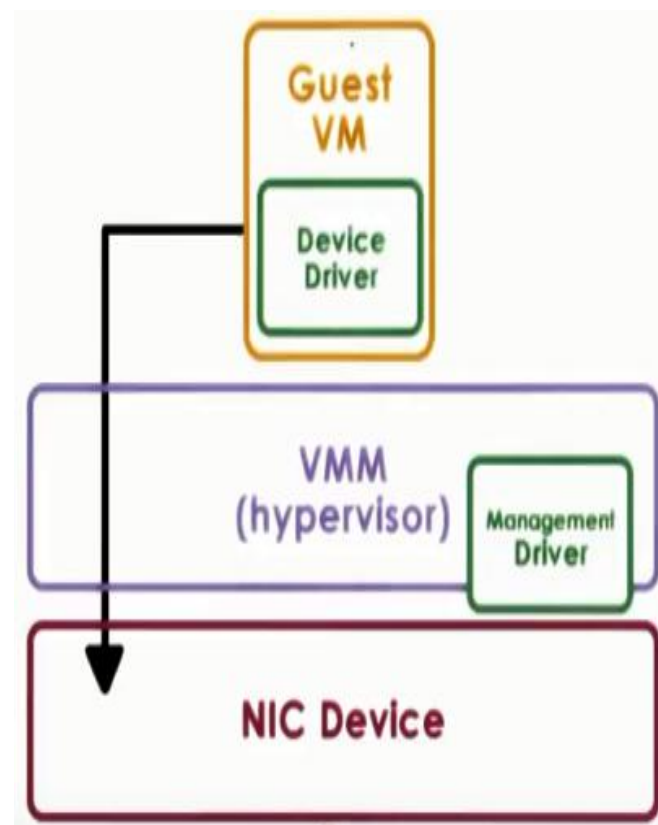 Guest
VM
Device
Driver
VMM
(hypervisor)
Management
Driver
NIC Device